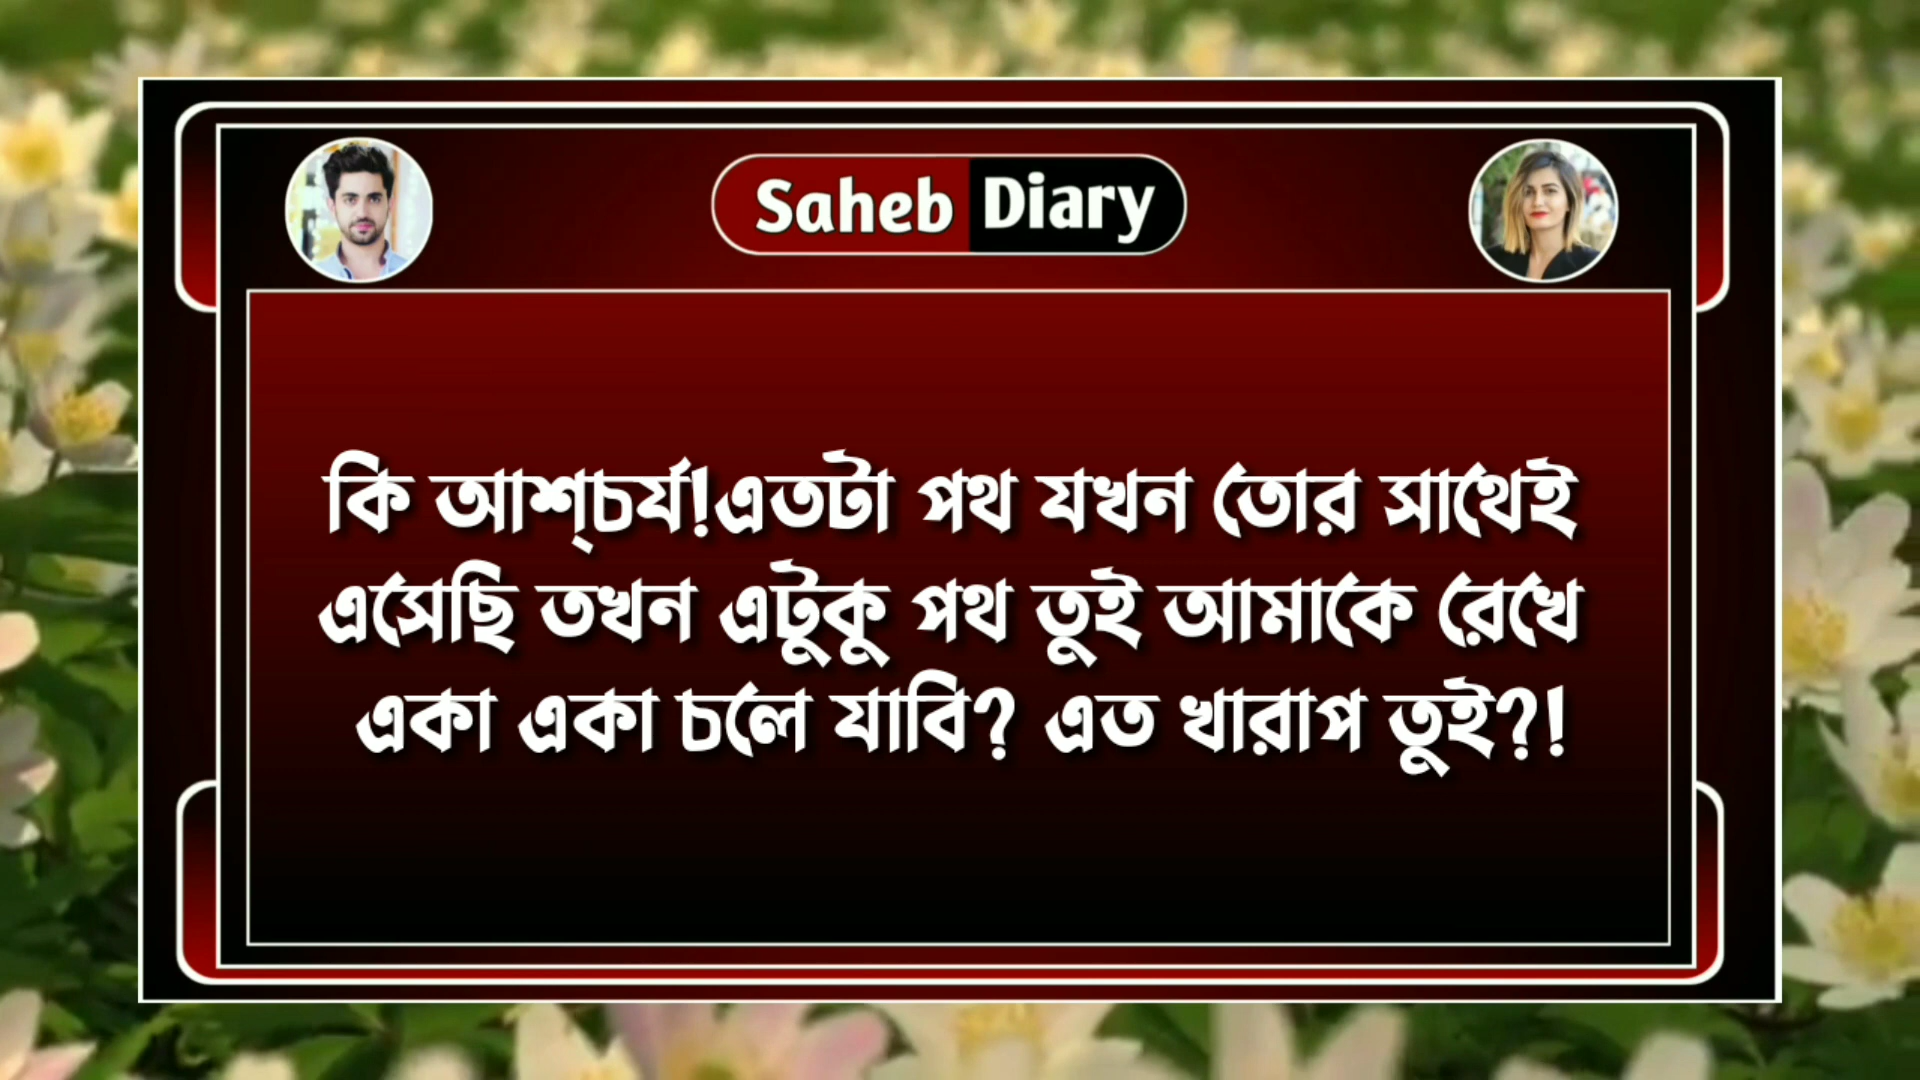 Saheb Diary
কি আশ্‌চর্য!এতটা পথ যখন তোর সাথেই
এসেছি তখন এটুকু পথ তুই আমাকে রেখে
একা একা চলে যাবি? এত খারাপ তুই?!